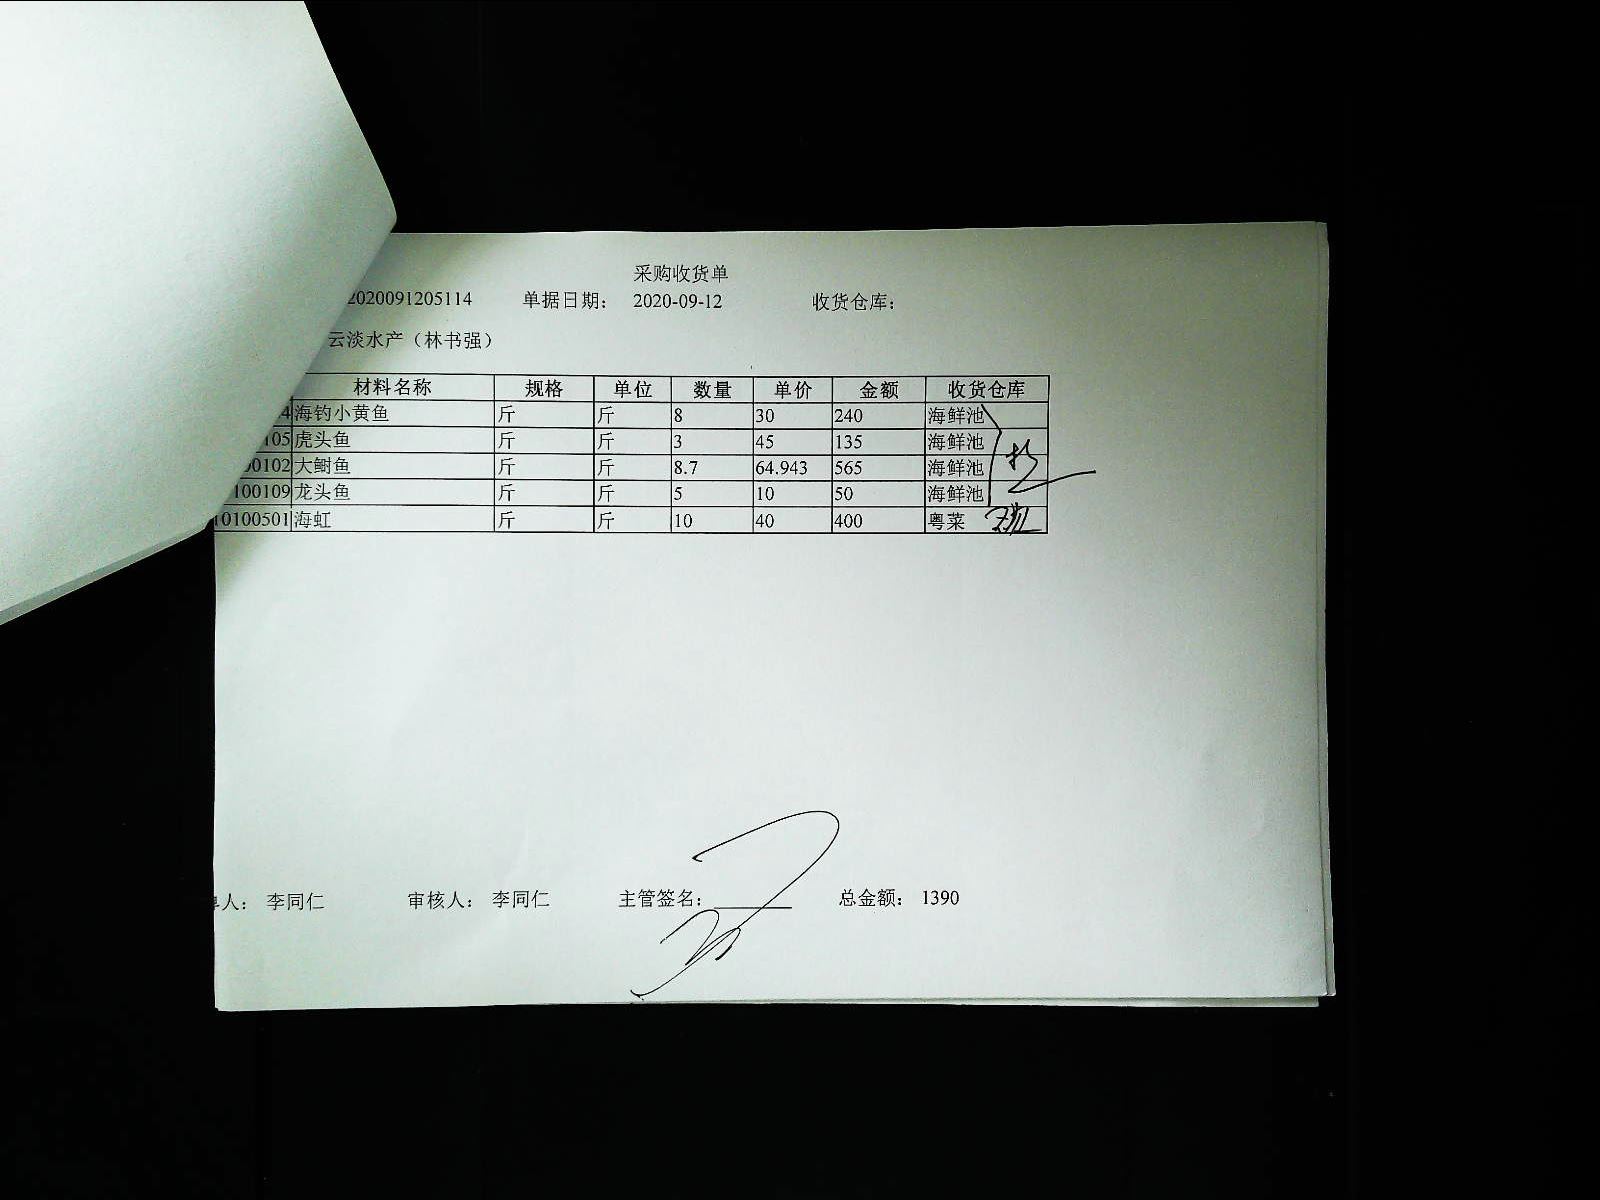 采购收货单
2020091205114 单据日期： 2020-09-12 收货仓库：
云淡水产（林书强）
材料名称 规格 单位 数量 单价 金额 收货仓库
4 海钓小黄鱼 斤 斤 8 30 240 海鲜池
105 虎头鱼 斤 斤 3 45 135 海鲜池
00102 大鲥鱼 斤 斤 8.7 64.943 565 海鲜池
100109 龙头鱼 斤 斤 5 10 50 海鲜池
10100501 海虹 斤 斤 10 40 400 粤菜
单人： 李同仁 审核人： 李同仁 主管签名： 总金额： 1390